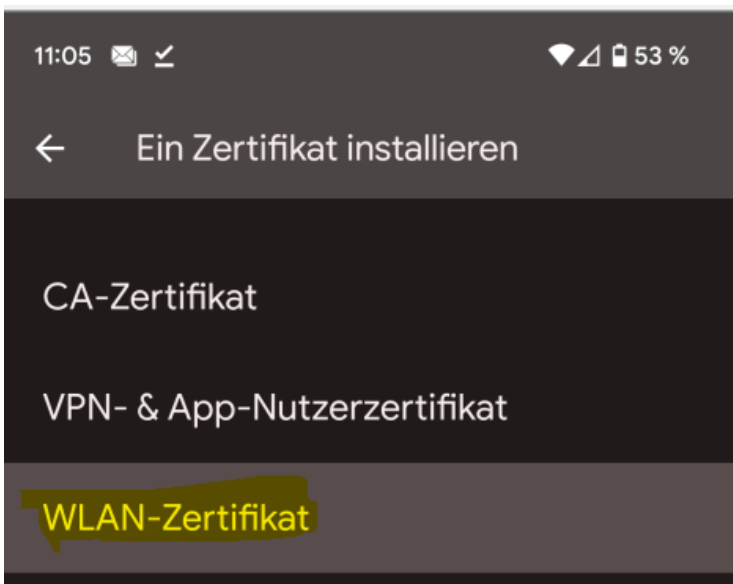 11:05 53 %
Ein Zertifikat installieren
CA-Zertifikat
VPN- & App-Nutzerzertifikat
WLAN-Zertifikat